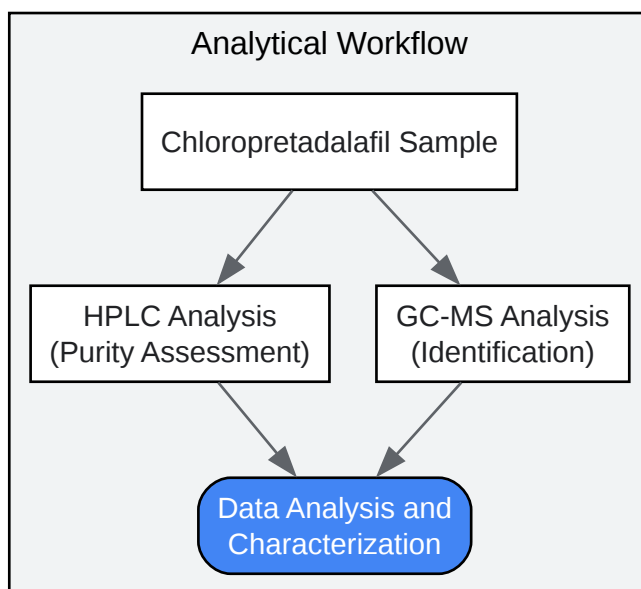 Analytical Workflow
Chloropretadalafil Sample
HPLC Analysis
(Purity Assessment)
GC-MS Analysis
(Identification)
Data Analysis and
Characterization